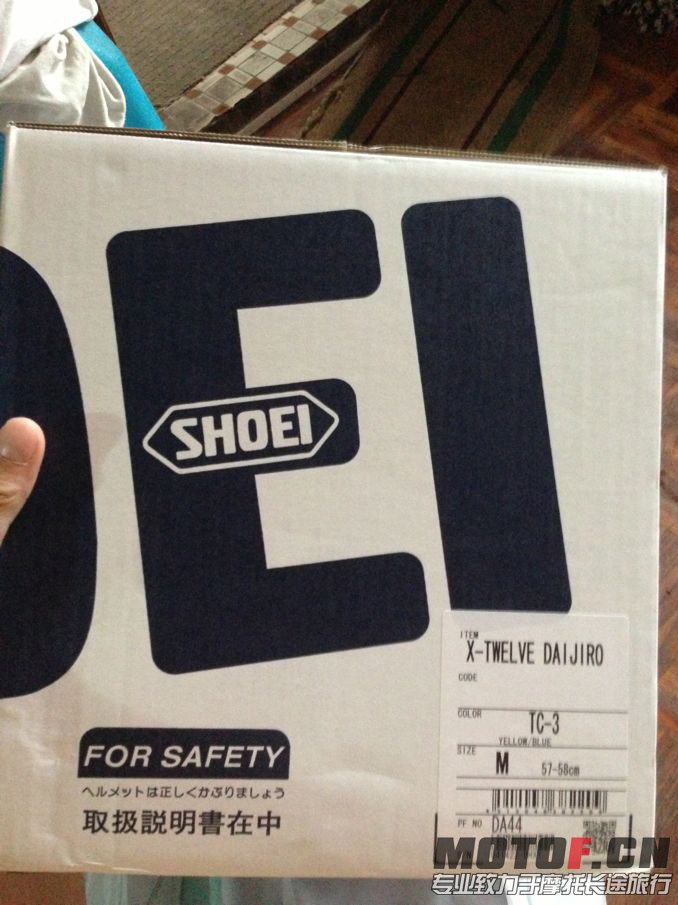 OEI
SHOEI
ITEM
X-TWELVE DAIJIRO
CODE
COLOR
TC-3
YELLOW/BLUE
SIZE
M 57-58cm
PF NO DA44
FOR SAFETY
ヘルメットは正しくかぶりましょう
取扱説明書在中
MOTOF.CN
专业致力于摩托长途旅行